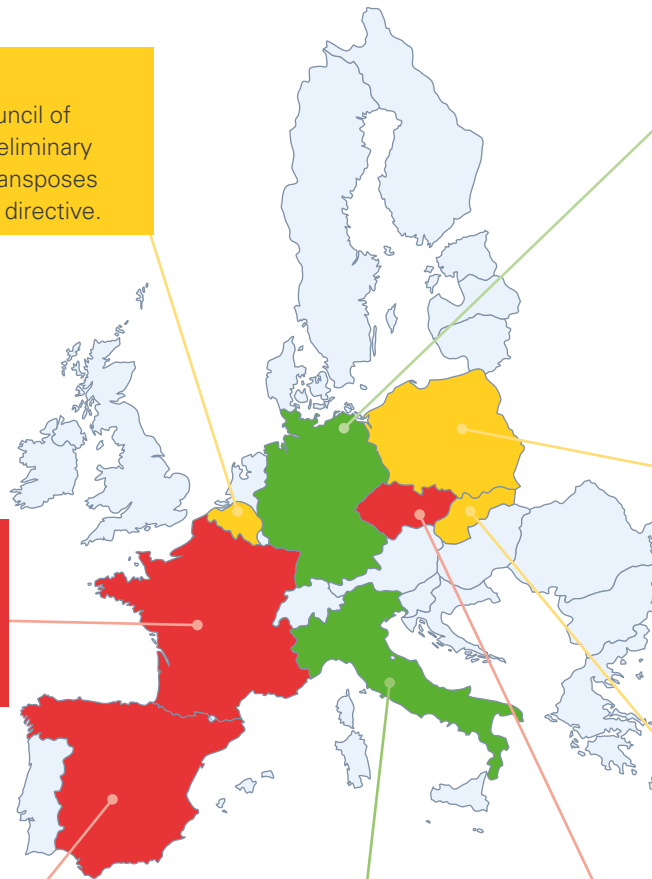 uncil of
eliminary
ansposes
directive.